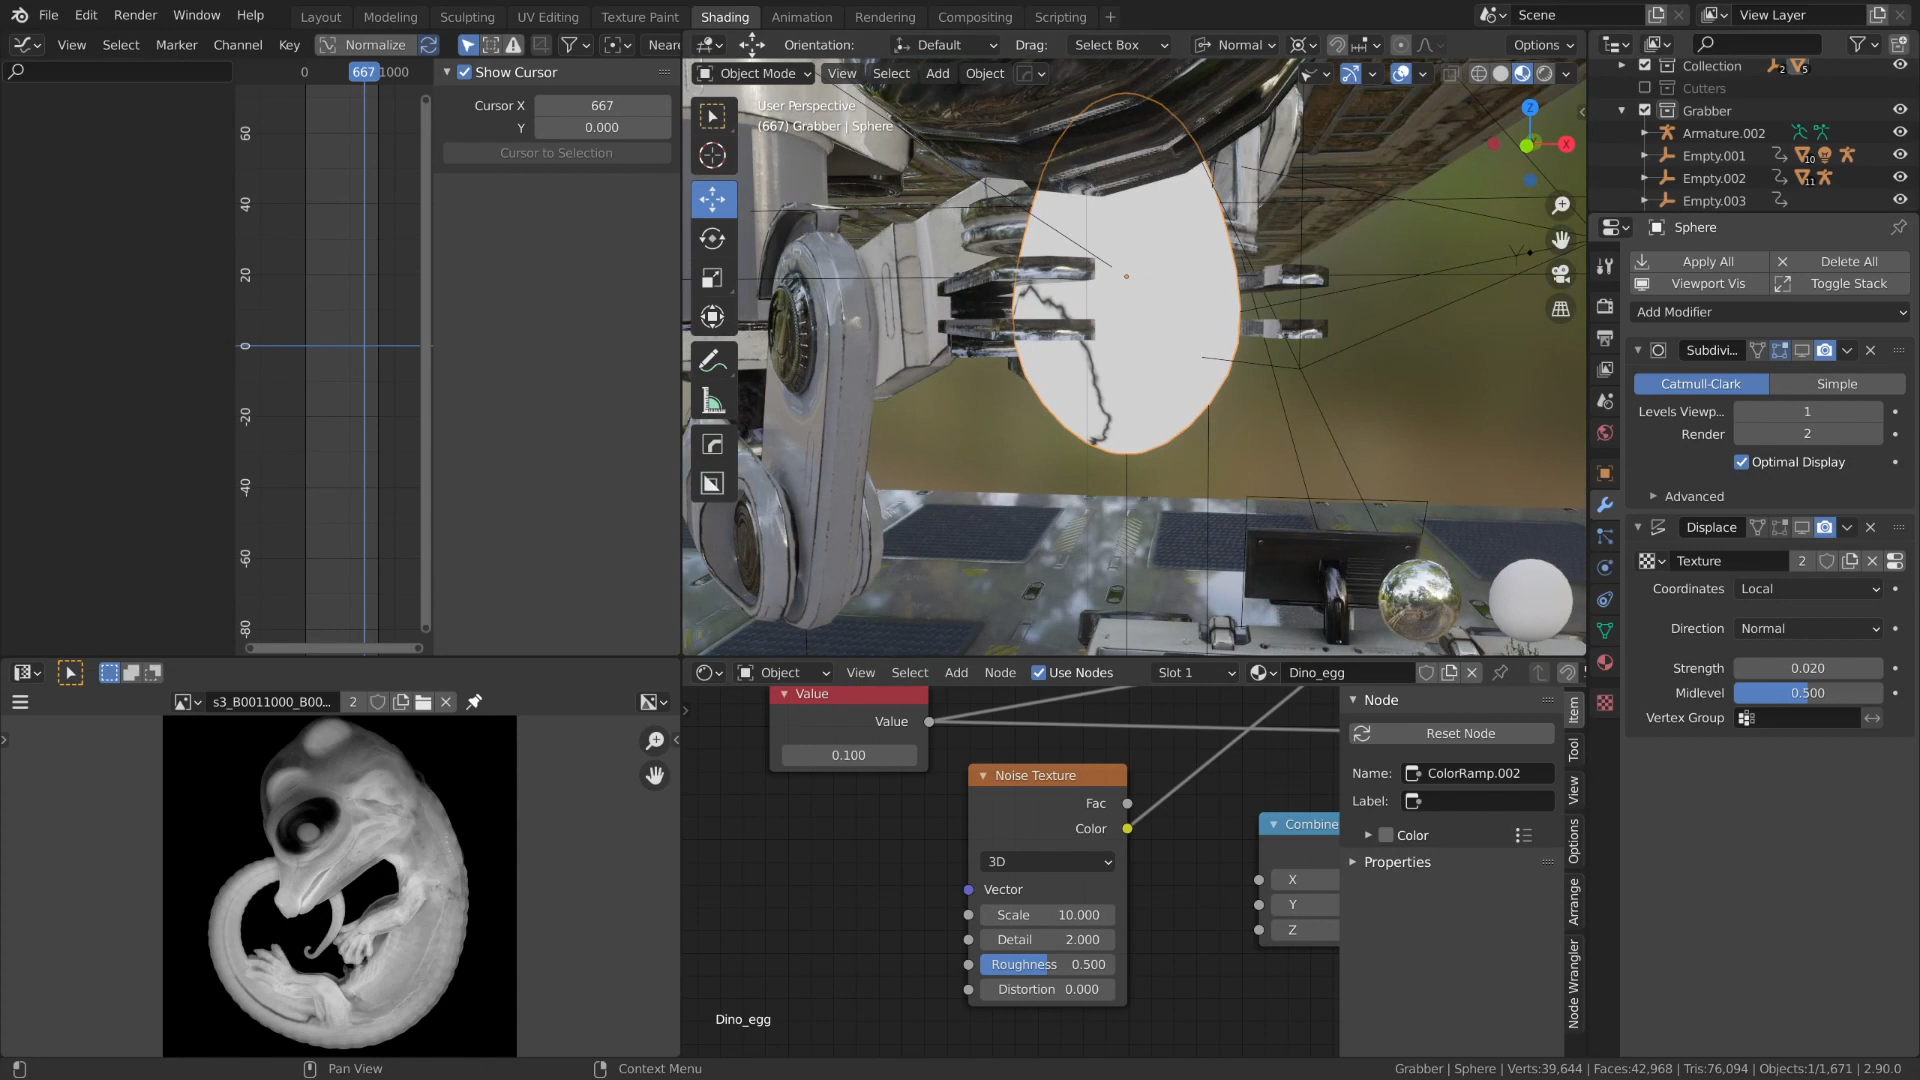 File Edit Render Window Help Layout Modeling Sculpting UV Editing Texture Paint Shading Animation Rendering Compositing Scripting + Scene View Layer
View Select Marker Channel Key Normalize Neare Orientation: Default Drag: Select Box Normal Options
0 667 1000
Show Cursor
Cursor X 667
Y 0.000
Cursor to Selection
60
40
20
0
-20
-40
-60
-80
Object Mode View Select Add Object
User Perspective
(667) Grabber | Sphere
Z
X
Y
Collection 2 5
Cutters
Grabber
Armature.002
Empty.001 10
Empty.002 11
Empty.003
Sphere
Apply All Delete All
Viewport Vis Toggle Stack
Add Modifier
Subdivi...
Catmull-Clark Simple
Levels Viewp... 1
Render 2
Optimal Display
Advanced
Displace
Texture 2
Coordinates Local
Direction Normal
Strength 0.020
Midlevel 0.500
Vertex Group
s3_B0011000_B00... 2
Object View Select Add Node Use Nodes Slot 1 Dino_egg
Value
Value
0.100
Noise Texture
Fac
Color
3D
Vector
Scale 10.000
Detail 2.000
Roughness 0.500
Distortion 0.000
Combine
X
Y
Z
Dino_egg
Node
Reset Node
Name: ColorRamp.002
Label:
Color
Properties
Item
Tool
View
Options
Arrange
Node Wrangler
Pan View Context Menu Grabber | Sphere | Verts:39,644 | Faces:42,968 | Tris:76,094 | Objects:1/1,671 | 2.90.0